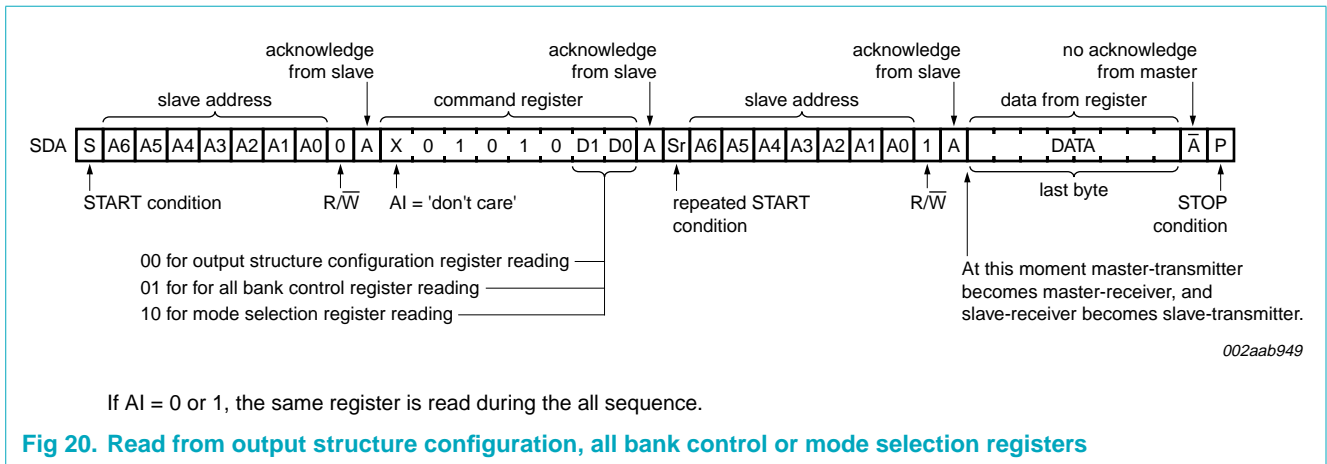 acknowledge from slave
acknowledge from slave
acknowledge from slave
no acknowledge from master
slave address
command register
slave address
data from register
SDA S A6 A5 A4 A3 A2 A1 A0 0 A X 0 1 0 1 0 D1 D0 A Sr A6 A5 A4 A3 A2 A1 A0 1 A DATA A̅ P
last byte
START condition
R/W̅
AI = 'don't care'
repeated START condition
R/W̅
STOP condition
00 for output structure configuration register reading
01 for for all bank control register reading
10 for mode selection register reading
At this moment master-transmitter
becomes master-receiver, and
slave-receiver becomes slave-transmitter.
002aab949
If AI = 0 or 1, the same register is read during the all sequence.
Fig 20. Read from output structure configuration, all bank control or mode selection registers